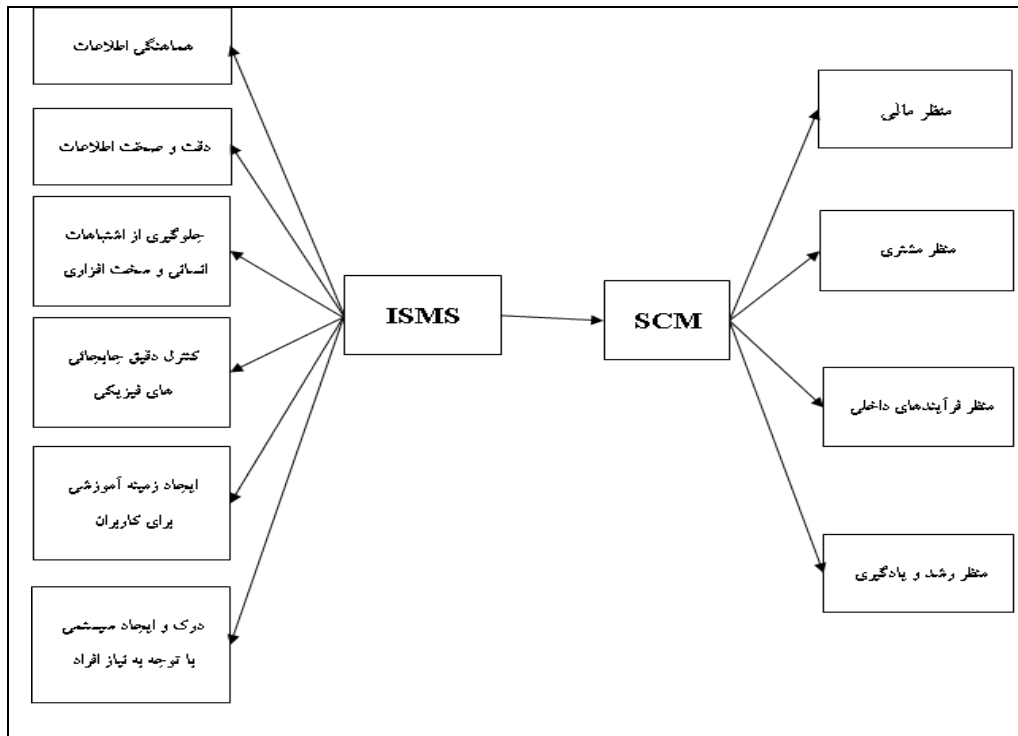 هماهنگی اطلاعات
دقت و صحت اطلاعات
جلوگیری از اشتباهات
انسانی و سخت افزاری
کنترل دقیق جابجائی
های فیزیکی
ایجاد زمینه آموزشی
برای کاربران
درک و ایجاد سیستمی
با توجه به نیاز افراد
ISMS
SCM
منظر مالی
منظر مشتری
منظر فرآیندهای داخلی
منظر رشد و یادگیری